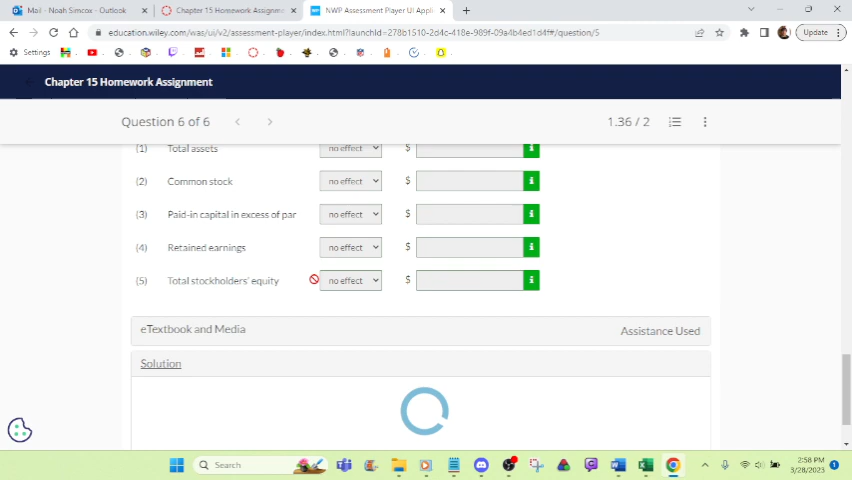 Mail - Noah Simcox - Outlook
Chapter 15 Homework Assignm
NWP Assessment Player UI Appli
education.wiley.com/was/ui/v2/assessment-player/index.html?launchId=278b1510-2d4c-418e-989f-09a4b4ed1d4f#/question/5
Update
Settings
Chapter 15 Homework Assignment
Question 6 of 6
1.36 / 2
(1) Total assets no effect $ i
(2) Common stock no effect $ i
(3) Paid-in capital in excess of par no effect $ i
(4) Retained earnings no effect $ i
(5) Total stockholders' equity no effect $ i
eTextbook and Media
Assistance Used
Solution
Search
2:58 PM
3/28/2023